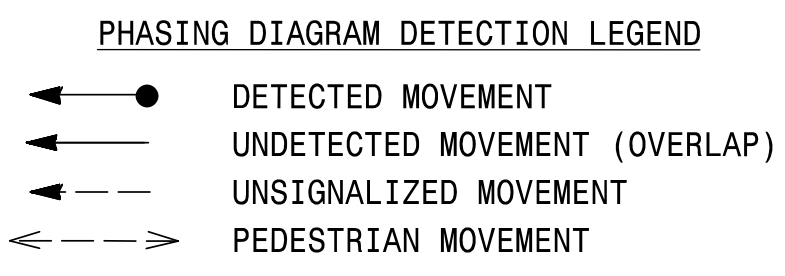 PHASING DIAGRAM DETECTION LEGEND
DETECTED MOVEMENT
UNDETECTED MOVEMENT (OVERLAP)
UNSIGNALIZED MOVEMENT
PEDESTRIAN MOVEMENT